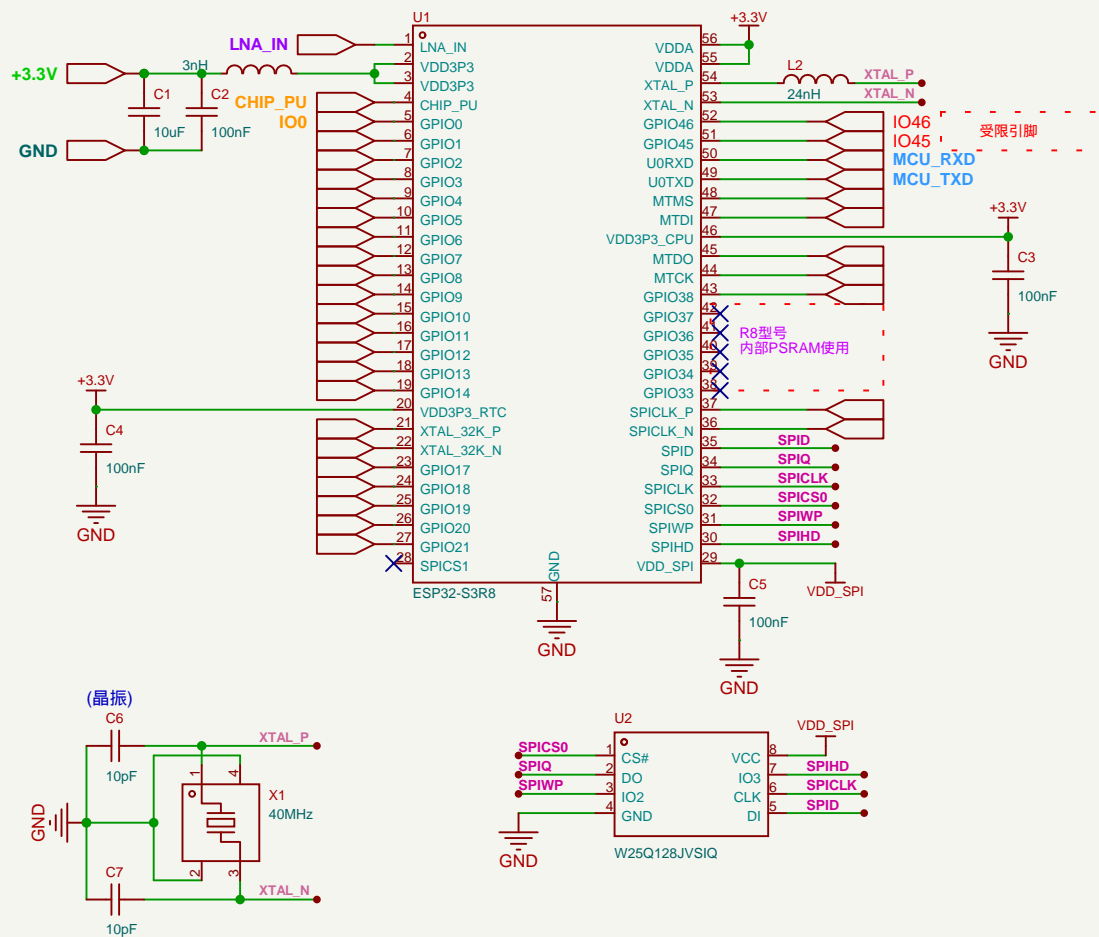 U1
+3.3V
LNA_IN
1
LNA_IN
VDDA
56
3nH
2
VDD3P3
VDDA
55
L2
XTAL_P
+3.3V
3
VDD3P3
XTAL_P
54
24nH
XTAL_N
C1
C2
CHIP_PU
4
CHIP_PU
XTAL_N
53
IO0
5
GPIO0
GPIO46
52
IO46
受限引脚
10uF
100nF
6
GPIO1
GPIO45
51
IO45
GND
7
GPIO2
U0RXD
50
MCU_RXD
8
GPIO3
U0TXD
49
MCU_TXD
9
GPIO4
MTMS
48
+3.3V
10
GPIO5
MTDI
47
11
GPIO6
VDD3P3_CPU
46
12
GPIO7
MTDO
45
C3
13
GPIO8
MTCK
44
14
GPIO9
GPIO38
43
100nF
15
GPIO10
GPIO37
42
16
GPIO11
GPIO36
41
R8型号
17
GPIO12
GPIO35
40
内部PSRAM使用
GND
18
GPIO13
GPIO34
39
+3.3V
19
GPIO14
GPIO33
38
20
VDD3P3_RTC
SPICLK_P
37
C4
21
XTAL_32K_P
SPICLK_N
36
22
XTAL_32K_N
SPID
35
SPID
100nF
23
GPIO17
SPIQ
34
SPIQ
24
GPIO18
SPICLK
33
SPICLK
25
GPIO19
SPICS0
32
SPICS0
26
GPIO20
SPIWP
31
SPIWP
GND
27
GPIO21
SPIHD
30
SPIHD
28
SPICS1
GND
VDD_SPI
29
C5
VDD_SPI
ESP32-S3R8
57
100nF
GND
GND
(晶振)
C6
XTAL_P
10pF
1
4
X1
40MHz
GND
2
3
C7
XTAL_N
10pF
U2
VDD_SPI
SPICS0
1
CS#
VCC
8
SPIQ
2
DO
IO3
7
SPIHD
SPIWP
3
IO2
CLK
6
SPICLK
4
GND
DI
5
SPID
GND
W25Q128JVSIQ